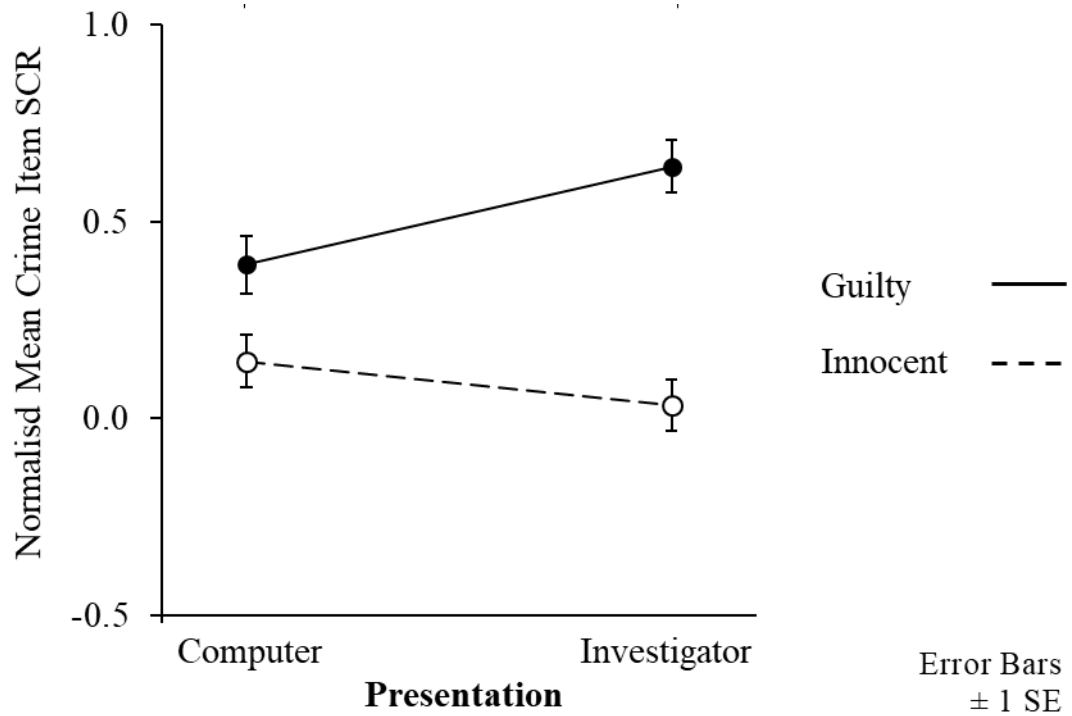 Normalisd Mean Crime Item SCR
1.0
0.5
0.0
-0.5
Computer
Investigator
Presentation
Guilty
Innocent
Error Bars
± 1 SE